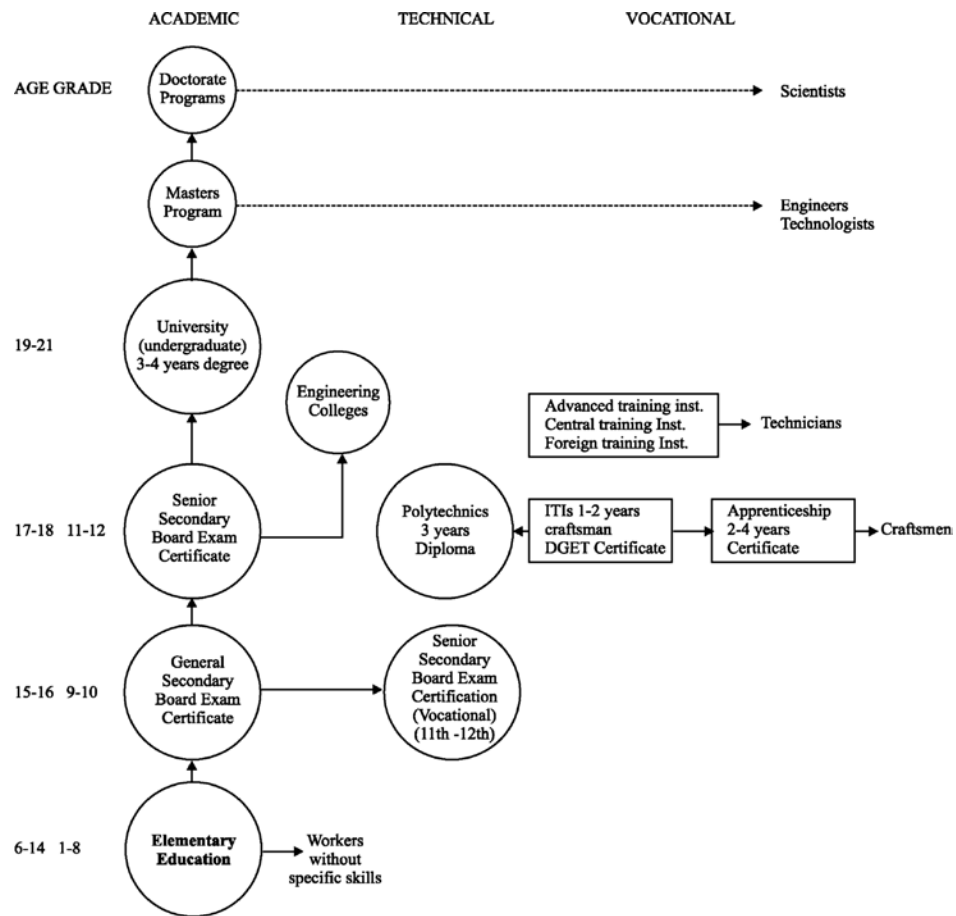 ACADEMIC TECHNICAL VOCATIONAL
AGE GRADE
Doctorate
Programs
Scientists
Masters
Program
Engineers
Technologists
19-21
University
(undergraduate)
3-4 years degree
Engineering
Colleges
Advanced training inst.
Central training Inst.
Foreign training Inst.
Technicians
17-18 11-12
Senior
Secondary
Board Exam
Certificate
Polytechnics
3 years
Diploma
ITIs 1-2 years
craftsman
DGET Certificate
Apprenticeship
2-4 years
Certificate
Craftsmen
15-16 9-10
General
Secondary
Board Exam
Certificate
Senior
Secondary
Board Exam
Certification
(Vocational)
(11th -12th)
6-14 1-8
Elementary
Education
Workers
without
specific skills